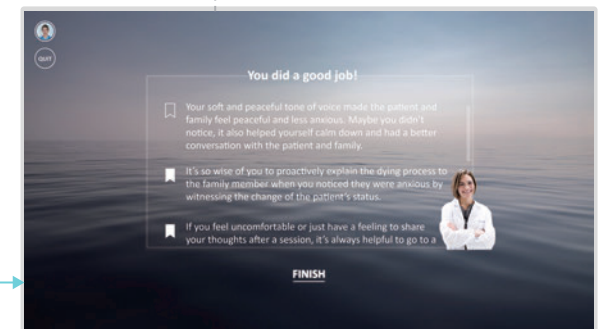 QUIT
You did a good job!
Your soft and peaceful tone of voice made the patient and
family feel peaceful and less anxious. Maybe you didn't
notice, it also helped yourself calm down and had a better
conversation with the patient and family.
It's so wise of you to proactively explain the dying process to
the family member when you noticed they were anxious by
witnessing the change of the patient's status.
If you feel uncomfortable or just have a feeling to share
your thoughts after a session, it's always helpful to go to a
FINISH